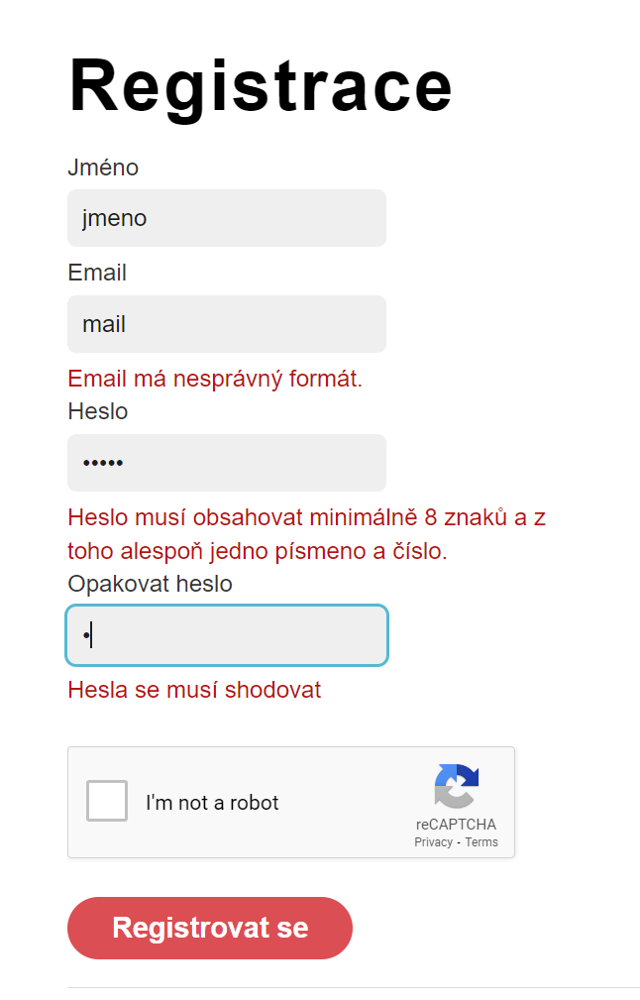 Registrace
Jméno
jmeno
Email
mail
Email má nesprávný formát.
Heslo
•••••
Heslo musí obsahovat minimálně 8 znaků a z
toho alespoň jedno písmeno a číslo.
Opakovat heslo
•
Hesla se musí shodovat
I'm not a robot
reCAPTCHA
Privacy - Terms
Registrovat se